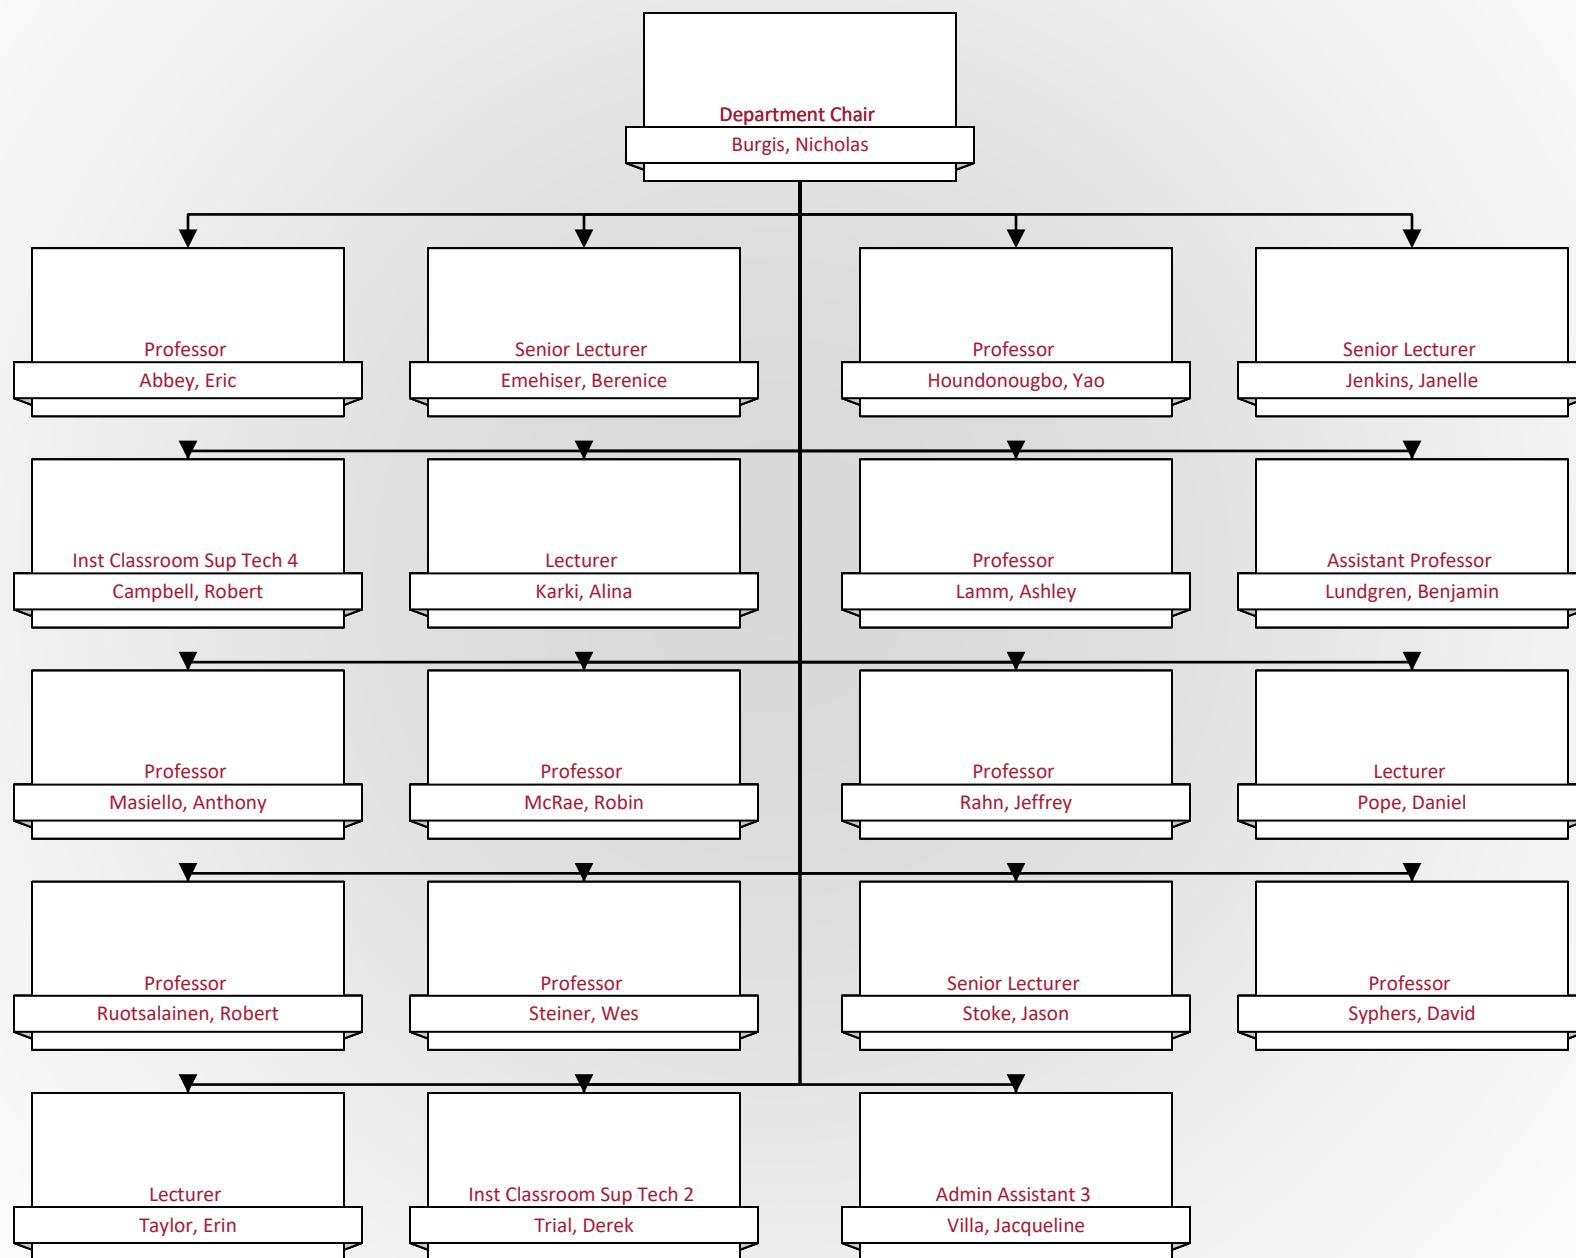 Department Chair
Burgis, Nicholas
Professor
Abbey, Eric
Senior Lecturer
Emehiser, Berenice
Professor
Houndonougbo, Yao
Senior Lecturer
Jenkins, Janelle
Inst Classroom Sup Tech 4
Campbell, Robert
Lecturer
Karki, Alina
Professor
Lamm, Ashley
Assistant Professor
Lundgren, Benjamin
Professor
Masiello, Anthony
Professor
McRae, Robin
Professor
Rahn, Jeffrey
Lecturer
Pope, Daniel
Professor
Ruotsalainen, Robert
Professor
Steiner, Wes
Senior Lecturer
Stoke, Jason
Professor
Syphers, David
Lecturer
Taylor, Erin
Inst Classroom Sup Tech 2
Trial, Derek
Admin Assistant 3
Villa, Jacqueline